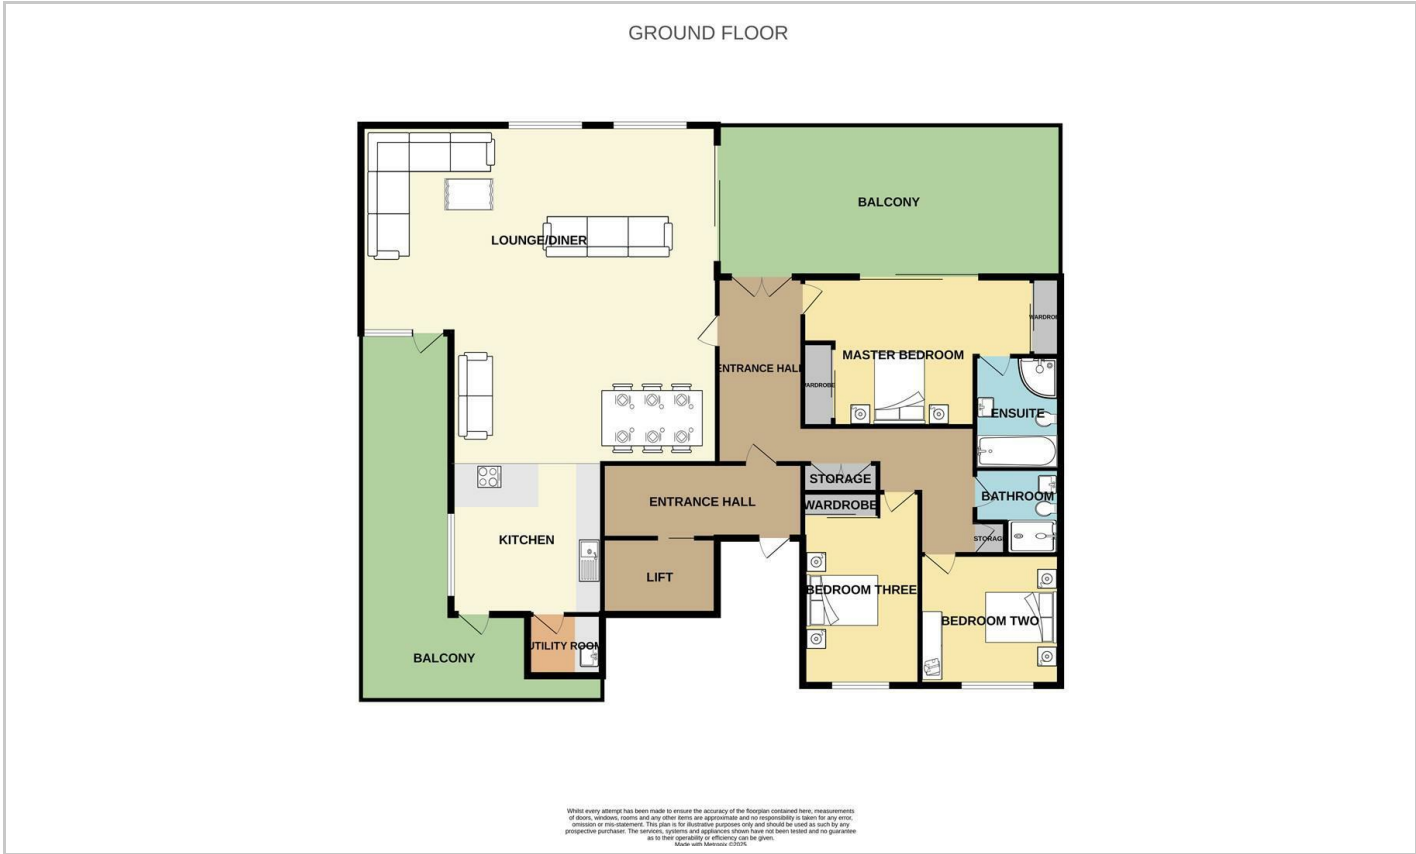 GROUND FLOOR
BALCONY
LOUNGE/DINER
WARDROBE
MASTER BEDROOM
ENTRANCE HALL
WARDROBE
ENSUITE
STORAGE
BATHROOM
ENTRANCE HALL
WARDROBE
KITCHEN
STORAGE
LIFT
BEDROOM THREE
BEDROOM TWO
UTILITY ROOM
BALCONY
Whilst every attempt has been made to ensure the accuracy of the floorplan contained here, measurements
of doors, windows, rooms and any other items are approximate and no responsibility is taken for any error,
omission or mis-statement. This plan is for illustrative purposes only and should be used as such by any
prospective purchaser. The services, systems and appliances shown have not been tested and no guarantee
as to their operability or efficiency can be given.
Made with Metropix ©2025